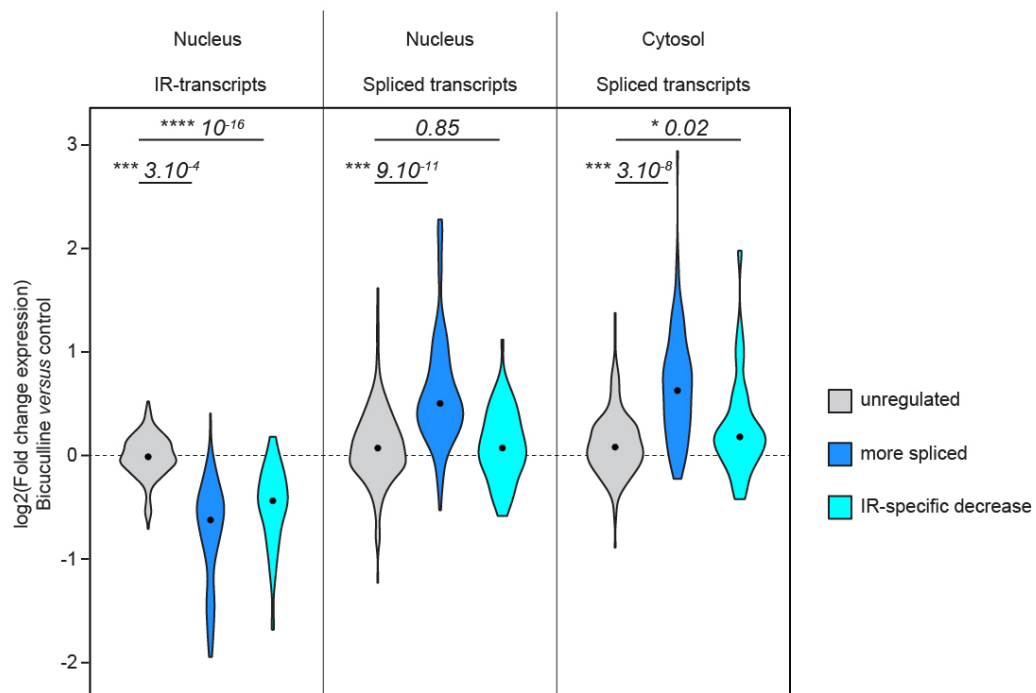 Nucleus
IR-transcripts
Nucleus
Spliced transcripts
Cytosol
Spliced transcripts
**** 10⁻¹⁶
*** 3.10⁻⁴
0.85
*** 9.10⁻¹¹
* 0.02
*** 3.10⁻⁸
3
2
1
0
-1
-2
log2(Fold change expression)
Bicuculline versus control
unregulated
more spliced
IR-specific decrease